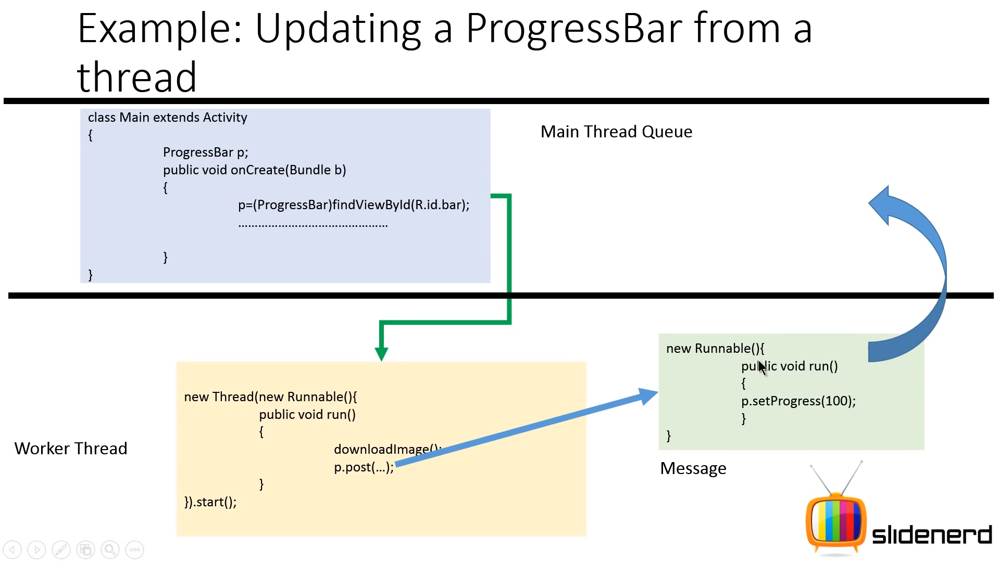 Example: Updating a ProgressBar from a
thread
class Main extends Activity
{
ProgressBar p;
public void onCreate(Bundle b)
{
p=(ProgressBar)findViewById(R.id.bar);
………………………………………
}
}
Main Thread Queue
Worker Thread
new Thread(new Runnable(){
public void run()
{
downloadImage();
p.post(…);
}
}).start();
new Runnable(){
public void run()
{
p.setProgress(100);
}
}
Message
slidenerd